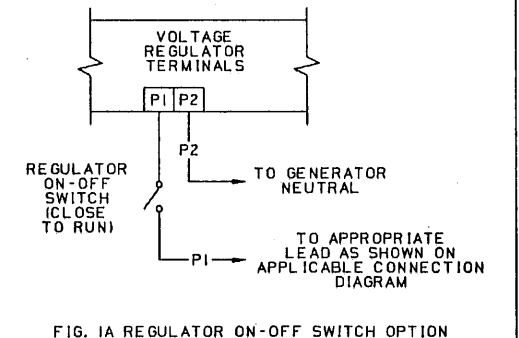 VOLTAGE
REGULATOR
TERMINALS
P1 P2
P2
REGULATOR
ON-OFF
SWITCH
(CLOSE
TO RUN)
TO GENERATOR
NEUTRAL
P1
TO APPROPRIATE
LEAD AS SHOWN ON
APPLICABLE CONNECTION
DIAGRAM
FIG. 1A REGULATOR ON-OFF SWITCH OPTION